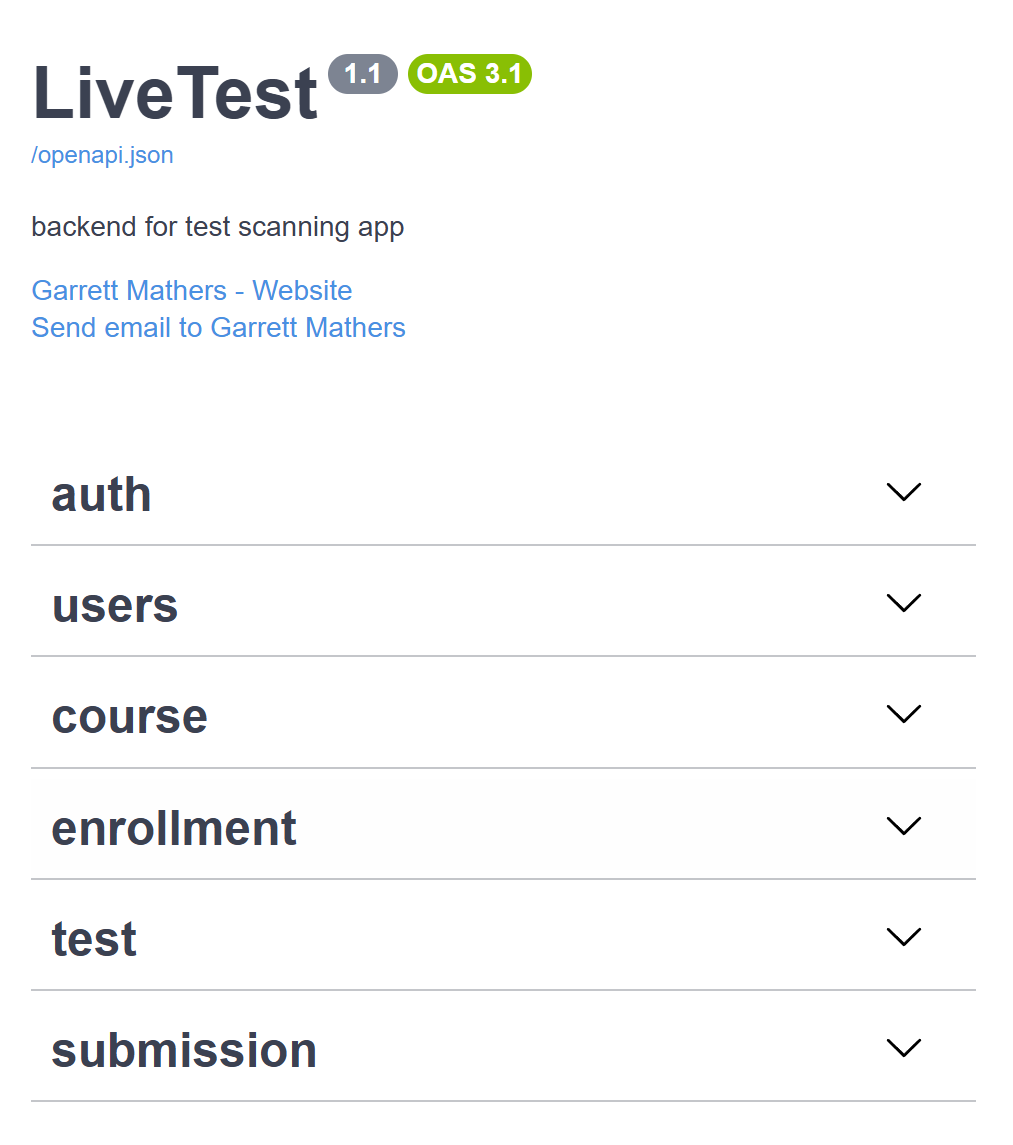 LiveTest 1.1 OAS 3.1
/openapi.json
backend for test scanning app
Garrett Mathers - Website
Send email to Garrett Mathers
auth
users
course
enrollment
test
submission